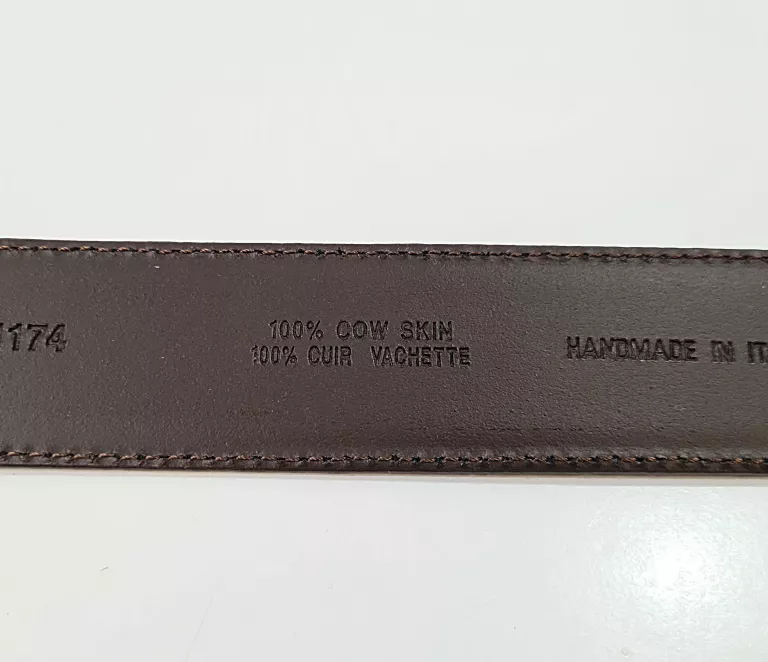 1174
100% COW SKIN
100% CUIR VACHETTE
HANDMADE IN